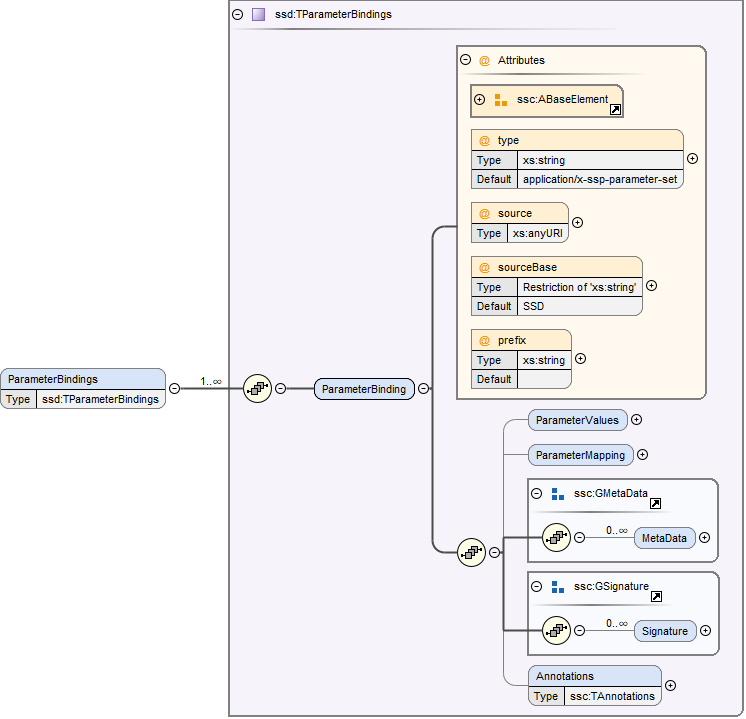 ssd:TParameterBindings
@ Attributes
ssc:ABaseElement
@ type
Type xs:string
Default application/x-ssp-parameter-set
@ source
Type xs:anyURI
@ sourceBase
Type Restriction of 'xs:string'
Default SSD
@ prefix
Type xs:string
Default
ParameterBindings
Type ssd:TParameterBindings
1..∞
ParameterBinding
ParameterValues
ParameterMapping
ssc:GMetaData
0..∞
MetaData
ssc:GSignature
0..∞
Signature
Annotations
Type ssc:TAnnotations